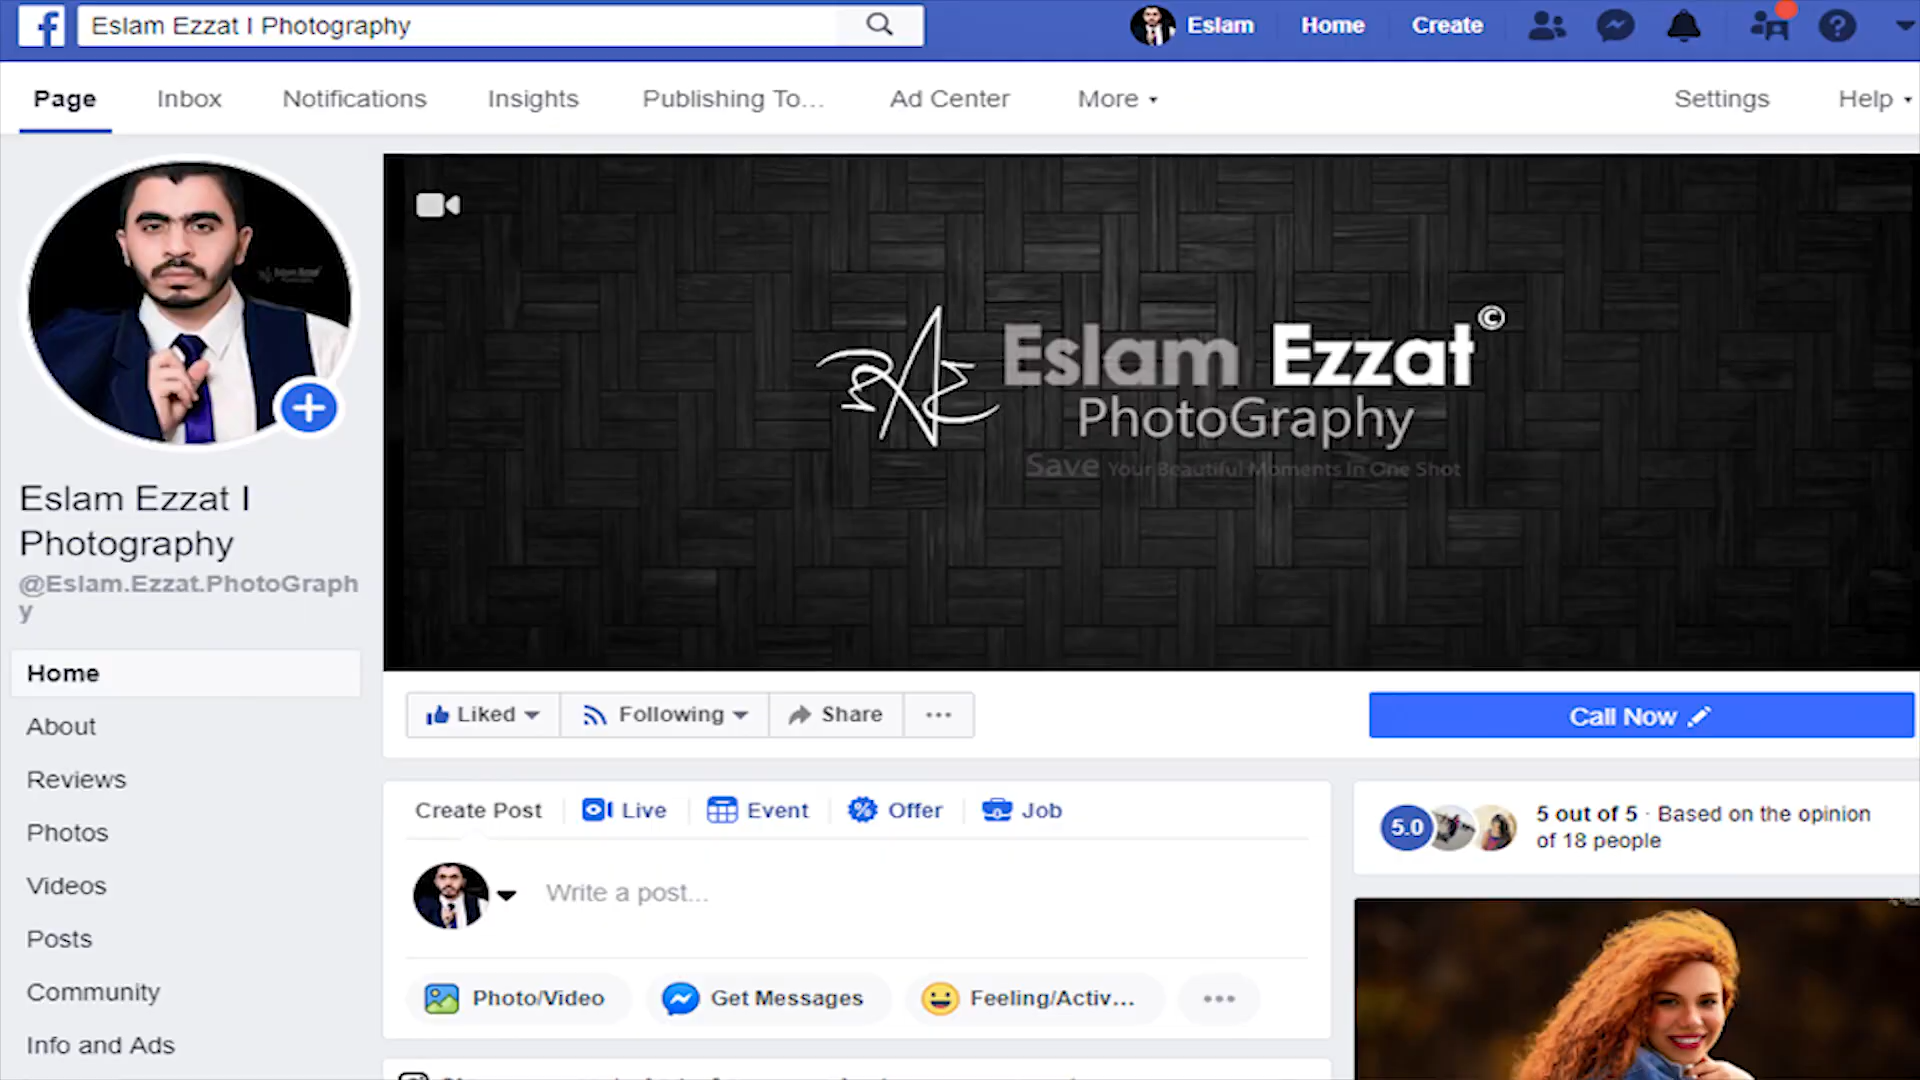 Eslam Ezzat I Photography
Eslam
Home
Create
Page
Inbox
Notifications
Insights
Publishing To...
Ad Center
More
Settings
Help
Eslam Ezzat ©
PhotoGraphy
Save Your Beautiful Moments In One Shot
Eslam Ezzat I
Photography
@Eslam.Ezzat.PhotoGraph
y
Home
About
Reviews
Photos
Videos
Posts
Community
Info and Ads
Liked
Following
Share
Call Now
Create Post
Live
Event
Offer
Job
Write a post...
Photo/Video
Get Messages
Feeling/Activ...
5.0
5 out of 5 · Based on the opinion
of 18 people